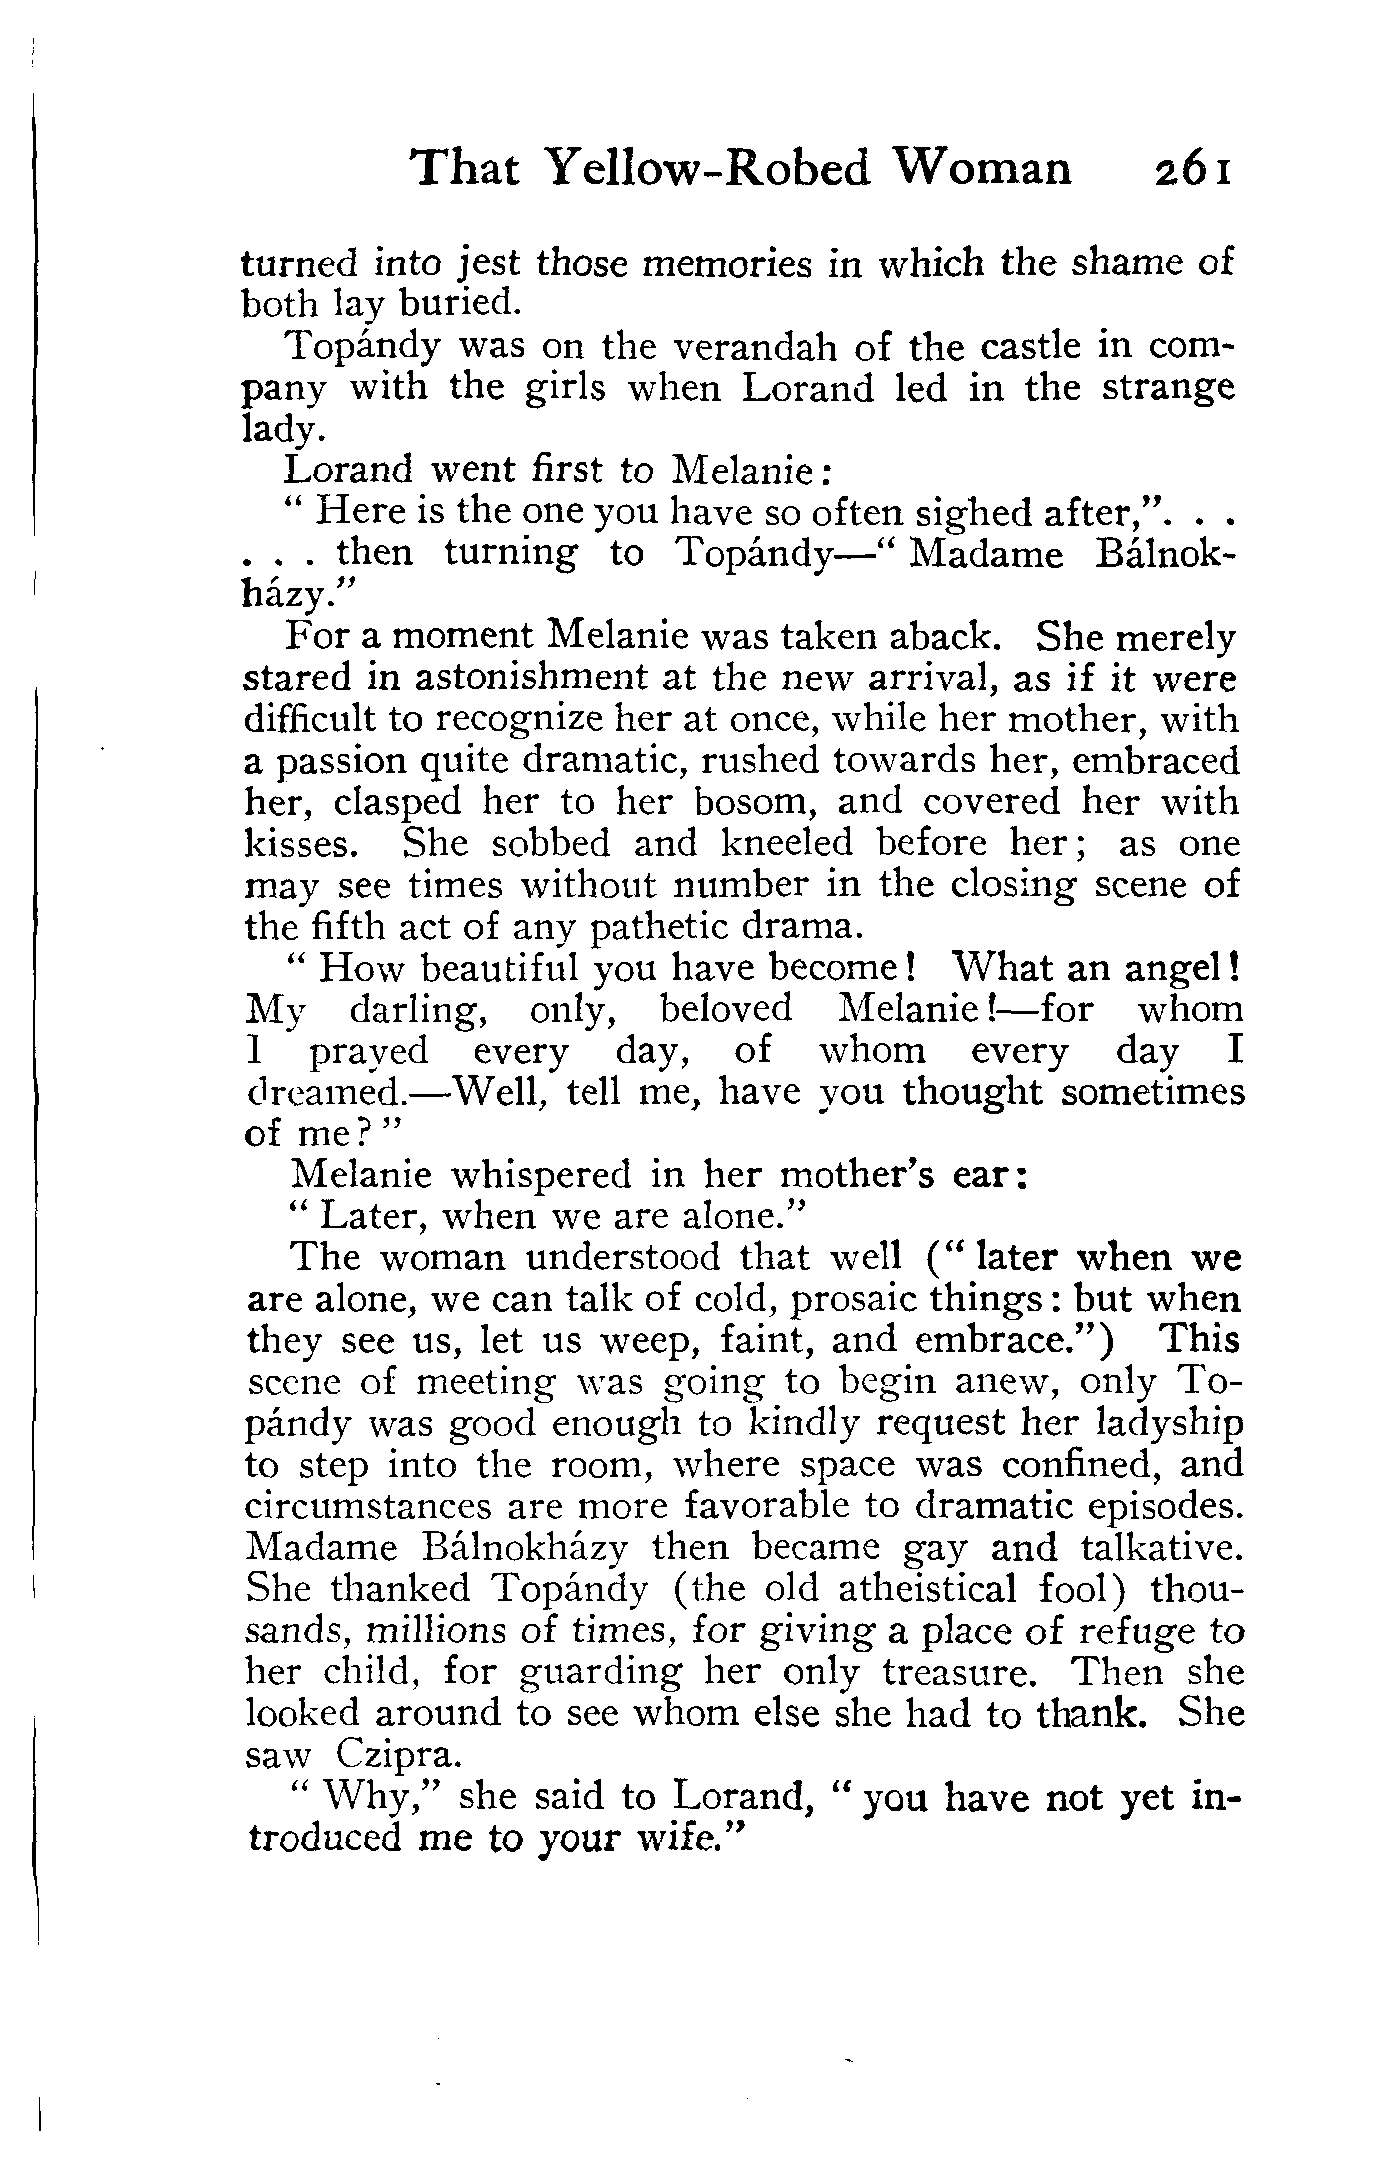 That Yellow-Robed Woman 261
turned into jest those memories in which the shame of
both lay buried.
Topándy was on the verandah of the castle in com-
pany with the girls when Lorand led in the strange
lady.
Lorand went first to Melanie:
“ Here is the one you have so often sighed after,”. . .
. . . then turning to Topándy—“ Madame Bálnok-
házy.”
For a moment Melanie was taken aback. She merely
stared in astonishment at the new arrival, as if it were
difficult to recognize her at once, while her mother, with
a passion quite dramatic, rushed towards her, embraced
her, clasped her to her bosom, and covered her with
kisses. She sobbed and kneeled before her; as one
may see times without number in the closing scene of
the fifth act of any pathetic drama.
“ How beautiful you have become! What an angel!
My darling, only, beloved Melanie!—for whom
I prayed every day, of whom every day I
dreamed.—Well, tell me, have you thought sometimes
of me?”
Melanie whispered in her mother’s ear:
“ Later, when we are alone.”
The woman understood that well (“ later when we
are alone, we can talk of cold, prosaic things: but when
they see us, let us weep, faint, and embrace.”) This
scene of meeting was going to begin anew, only To-
pándy was good enough to kindly request her ladyship
to step into the room, where space was confined, and
circumstances are more favorable to dramatic episodes.
Madame Bálnokházy then became gay and talkative.
She thanked Topándy (the old atheistical fool) thou-
sands, millions of times, for giving a place of refuge to
her child, for guarding her only treasure. Then she
looked around to see whom else she had to thank. She
saw Czipra.
“ Why,” she said to Lorand, “ you have not yet in-
troduced me to your wife.”